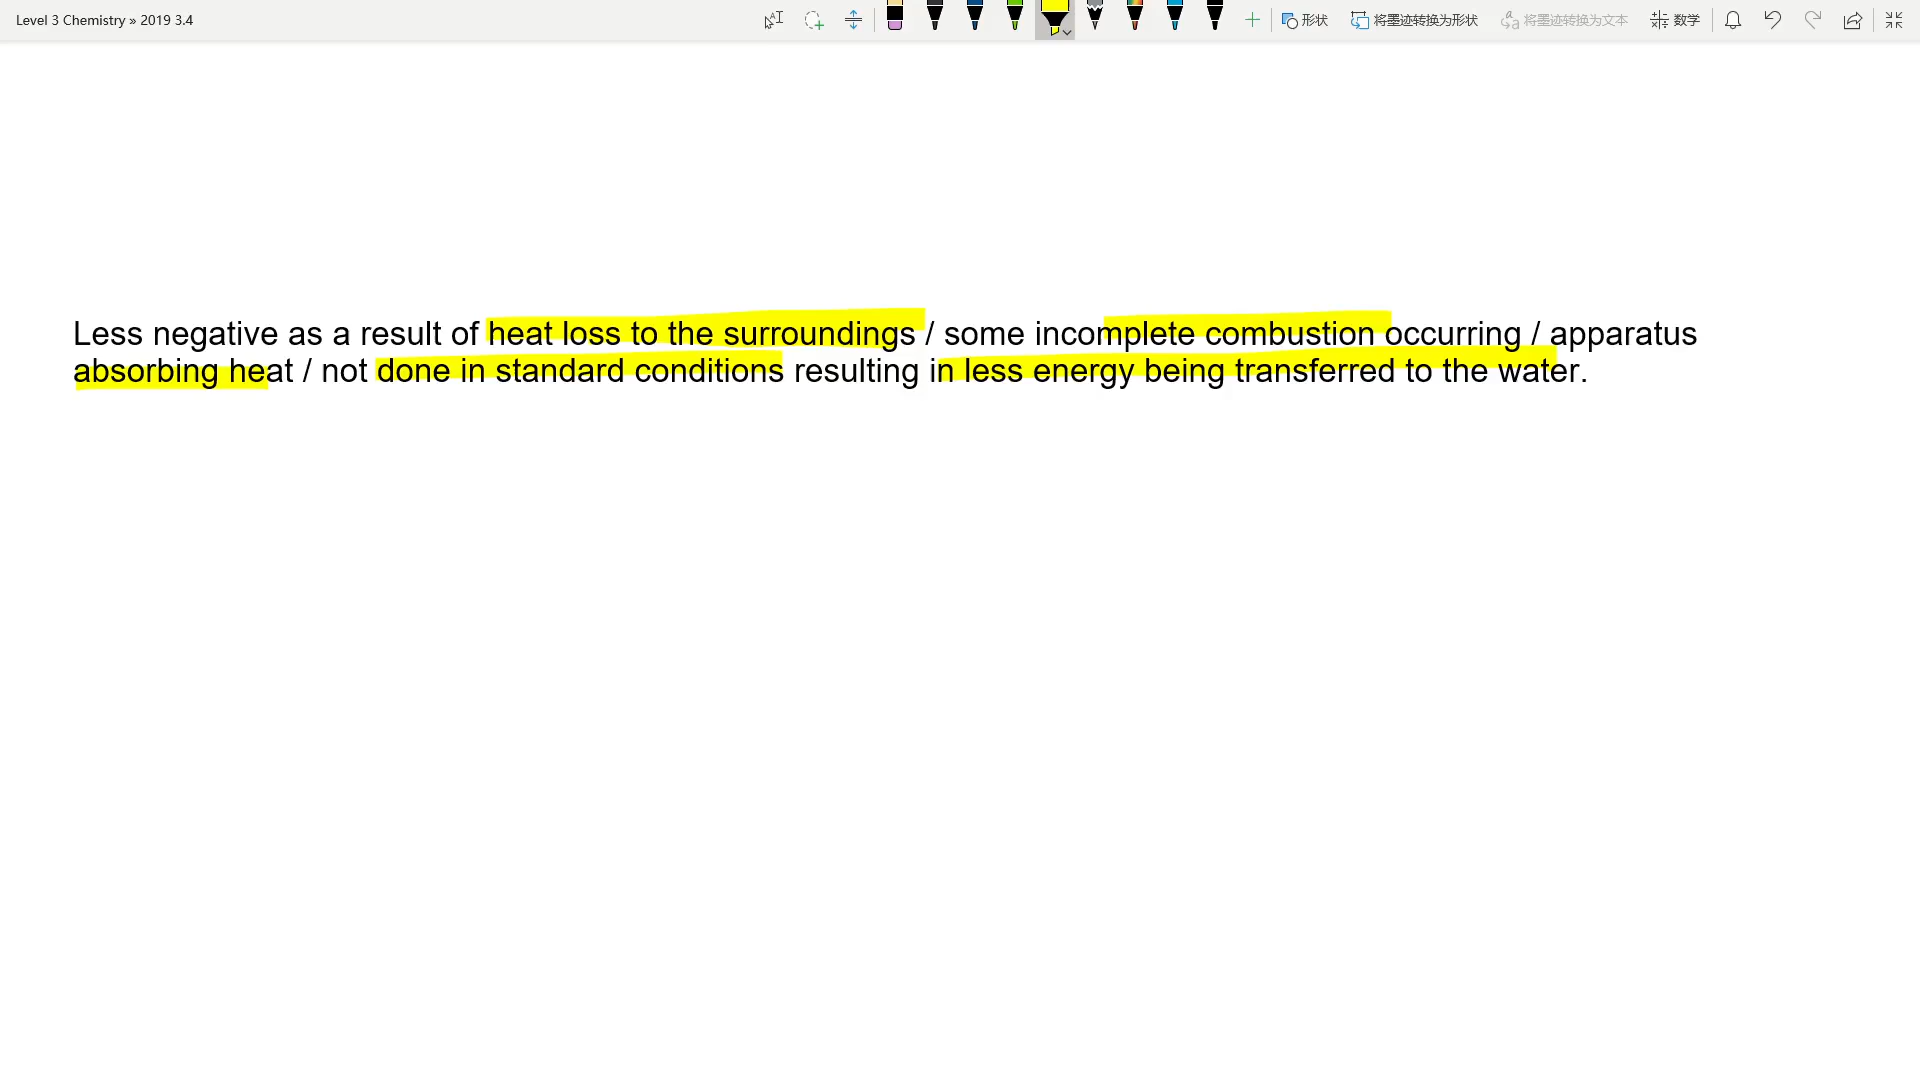 Level 3 Chemistry » 2019 3.4
形状
将墨迹转换为形状
将墨迹转换为文本
数学
Less negative as a result of heat loss to the surroundings / some incomplete combustion occurring / apparatus
absorbing heat / not done in standard conditions resulting in less energy being transferred to the water.